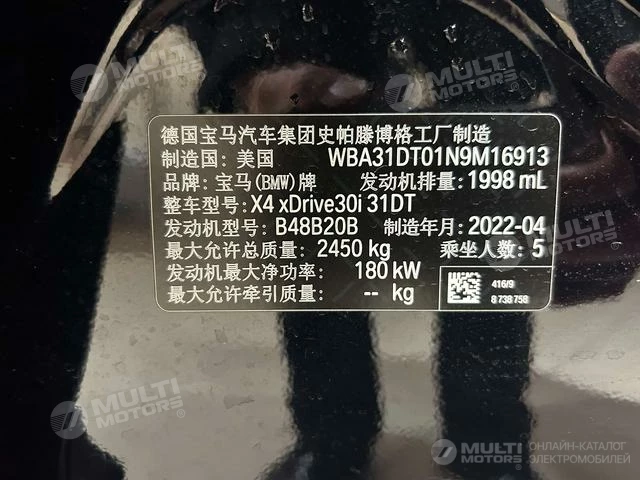 MULTI MOTORS®
MULTI MOTORS®
德国宝马汽车集团史帕滕博格工厂制造
制造国: 美国 WBA31DT01N9M16913
品牌: 宝马(BMW)牌 发动机排量: 1998 mL
整车型号: X4 xDrive30i 31DT
发动机型号: B48B20B 制造年月: 2022-04
最大允许总质量: 2450 kg 乘坐人数: 5
发动机最大净功率: 180 kW
最大允许牵引质量: -- kg
416/9
8 738 758
MULTI MOTORS®
MULTI MOTORS®
ОНЛАЙН-КАТАЛОГ
ЭЛЕКТРОМОБИЛЕЙ